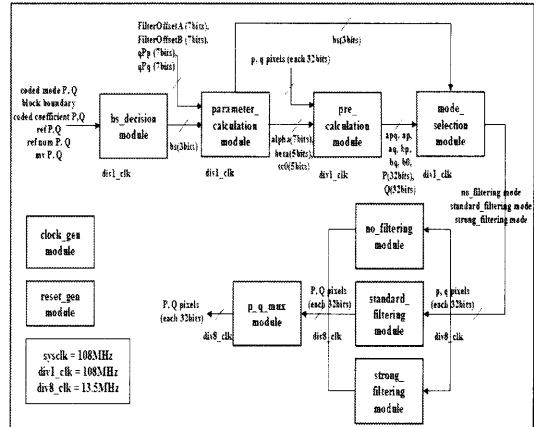 FilterOffsetA (7bits),
FilterOffsetB (7bits),
qPp (7bits)
qPq (7bits)
bs(3bits)
p, q pixels (each 32bits)
coded mode P, Q
block boundary
coded coefficient P,Q
ref P,Q
ref num P, Q
mv P, Q
bs_decision
module
parameter_
calculation
module
pre_
calculation
module
mode_
selection
module
bs(3bit)
alpha(7bits),
beta(5bits),
tc0(5bits)
apq, ap,
aq, bp,
bq, b0,
P(32bits),
Q(32bits)
div1_clk
div1_clk
div1_clk
div1_clk
no_filtering mode
standard_filtering mode
strong_filtering mode
clock_gen
module
no_filtering
module
reset_gen
module
P, Q pixels
(each 32bits)
p_q_mux
module
P, Q pixels
(each 32bits)
standard_
filtering
module
p, q pixels
(each 32bits)
div8_clk
div8_clk
div8_clk
strong_
filtering
module
sysclk = 108MHz
div1_clk = 108MHz
div8_clk = 13.5MHz